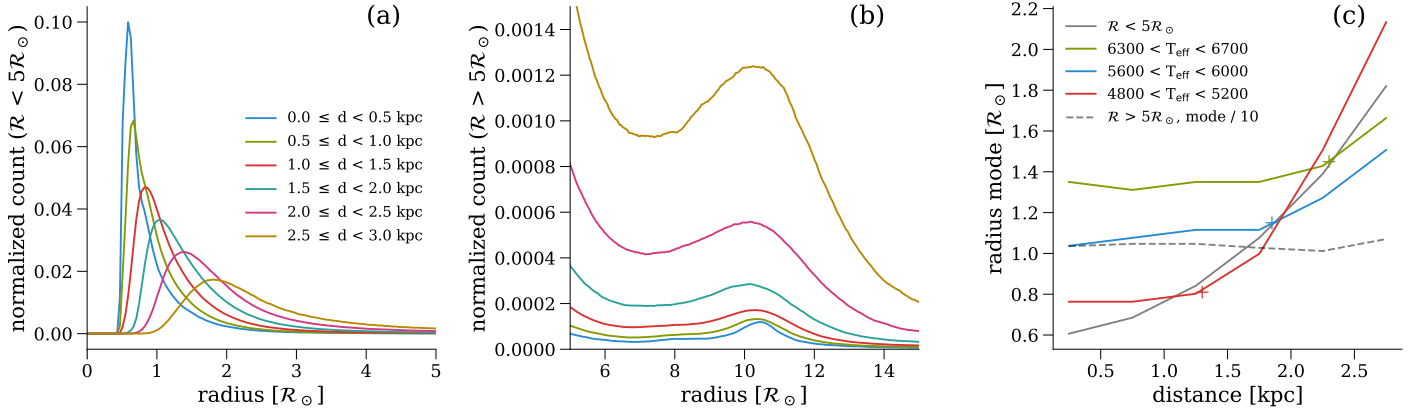 (a)
normalized count (ℛ < 5ℛ⊙)
0.10
0.08
0.06
0.04
0.02
0.00
0.0 ≤ d < 0.5 kpc
0.5 ≤ d < 1.0 kpc
1.0 ≤ d < 1.5 kpc
1.5 ≤ d < 2.0 kpc
2.0 ≤ d < 2.5 kpc
2.5 ≤ d < 3.0 kpc
0 1 2 3 4 5
radius [ℛ⊙]
(b)
normalized count (ℛ > 5ℛ⊙)
0.0014
0.0012
0.0010
0.0008
0.0006
0.0004
0.0002
0.0000
6 8 10 12 14
radius [ℛ⊙]
(c)
radius mode [ℛ⊙]
2.2
2.0
1.8
1.6
1.4
1.2
1.0
0.8
0.6
ℛ < 5ℛ⊙
6300 < Teff < 6700
5600 < Teff < 6000
4800 < Teff < 5200
ℛ > 5ℛ⊙, mode / 10
0.5 1.0 1.5 2.0 2.5
distance [kpc]